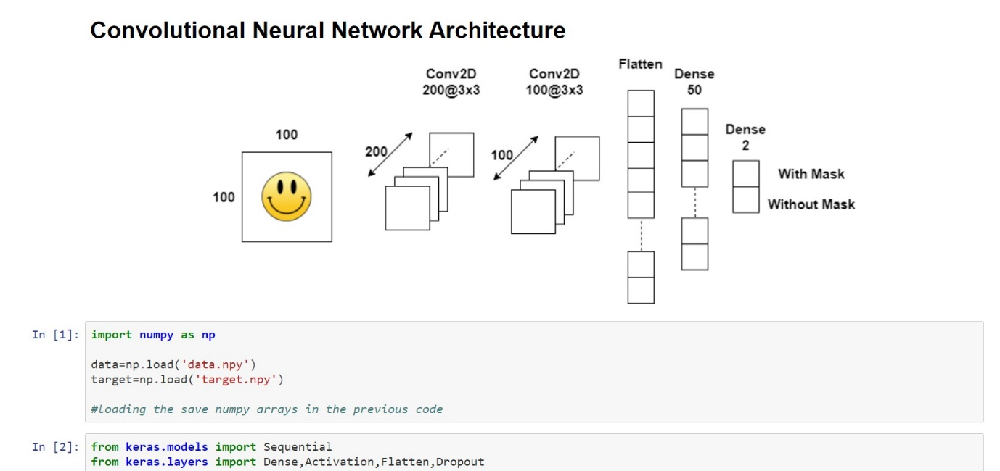 Convolutional Neural Network Architecture
Flatten
Conv2D
200@3x3
Conv2D
100@3x3
Dense
50
100
100
200
100
Dense
2
With Mask
Without Mask
In [1]:
import numpy as np
data=np.load('data.npy')
target=np.load('target.npy')
#Loading the save numpy arrays in the previous code
In [2]:
from keras.models import Sequential
from keras.layers import Dense,Activation,Flatten,Dropout